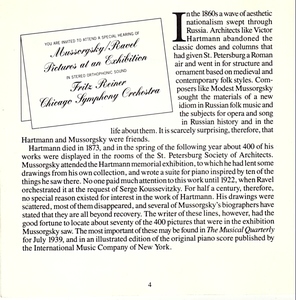 YOU ARE INVITED TO ATTEND A SPECIAL HEARING OF
Mussorgsky/Ravel
Pictures at an Exhibition
IN STEREO ORTHOPHONIC SOUND
Fritz Reiner
Chicago Symphony Orchestra
In the 1860s a wave of aesthetic
nationalism swept through
Russia. Architects like Victor
Hartmann abandoned the
classic domes and columns that
had given St. Petersburg a Roman
air and went in for structure and
ornament based on medieval and
contemporary folk styles. Com-
posers like Modest Mussorgsky
sought the materials of a new
idiom in Russian folk music and
the subjects for opera and song
in Russian history and in the
life about them. It is scarcely surprising, therefore, that
Hartmann and Mussorgsky were friends.
Hartmann died in 1873, and in the spring of the following year about 400 of his
works were displayed in the rooms of the St. Petersburg Society of Architects.
Mussorgsky attended the Hartmann memorial exhibition, to which he had lent some
drawings from his own collection, and wrote a suite for piano inspired by ten of the
things he saw there. No one paid much attention to this work until 1922, when Ravel
orchestrated it at the request of Serge Koussevitzky. For half a century, therefore,
no special reason existed for interest in the work of Hartmann. His drawings were
scattered, most of them disappeared, and several of Mussorgsky's biographers have
stated that they are all beyond recovery. The writer of these lines, however, had the
good fortune to locate about seventy of the 400 pictures that were in the exhibition
Mussorgsky saw. The most important of these may be found in The Musical Quarterly
for July 1939, and in an illustrated edition of the original piano score published by
the International Music Company of New York.
4